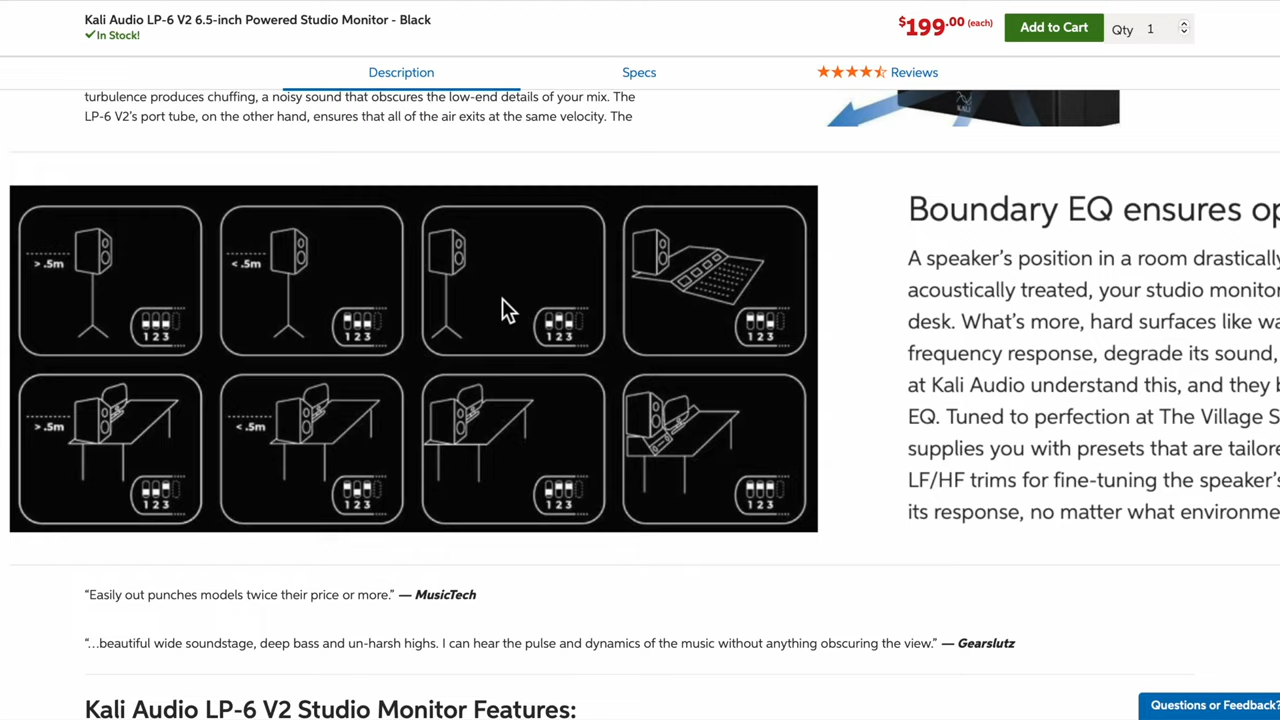 Kali Audio LP-6 V2 6.5-inch Powered Studio Monitor - Black
In Stock!
$199.00 (each)
Add to Cart
Qty 1
Description
Specs
Reviews
turbulence produces chuffing, a noisy sound that obscures the low-end details of your mix. The
LP-6 V2’s port tube, on the other hand, ensures that all of the air exits at the same velocity. The
KALI
> .5m
1 2 3
< .5m
1 2 3
1 2 3
1 2 3
> .5m
1 2 3
< .5m
1 2 3
1 2 3
1 2 3
Boundary EQ ensures op
A speaker’s position in a room drastically
acoustically treated, your studio monitor
desk. What’s more, hard surfaces like wa
frequency response, degrade its sound,
at Kali Audio understand this, and they b
EQ. Tuned to perfection at The Village S
supplies you with presets that are tailore
LF/HF trims for fine-tuning the speaker’s
its response, no matter what environme
“Easily out punches models twice their price or more.” — MusicTech
“…beautiful wide soundstage, deep bass and un-harsh highs. I can hear the pulse and dynamics of the music without anything obscuring the view.” — Gearslutz
Kali Audio LP-6 V2 Studio Monitor Features:
Questions or Feedback?